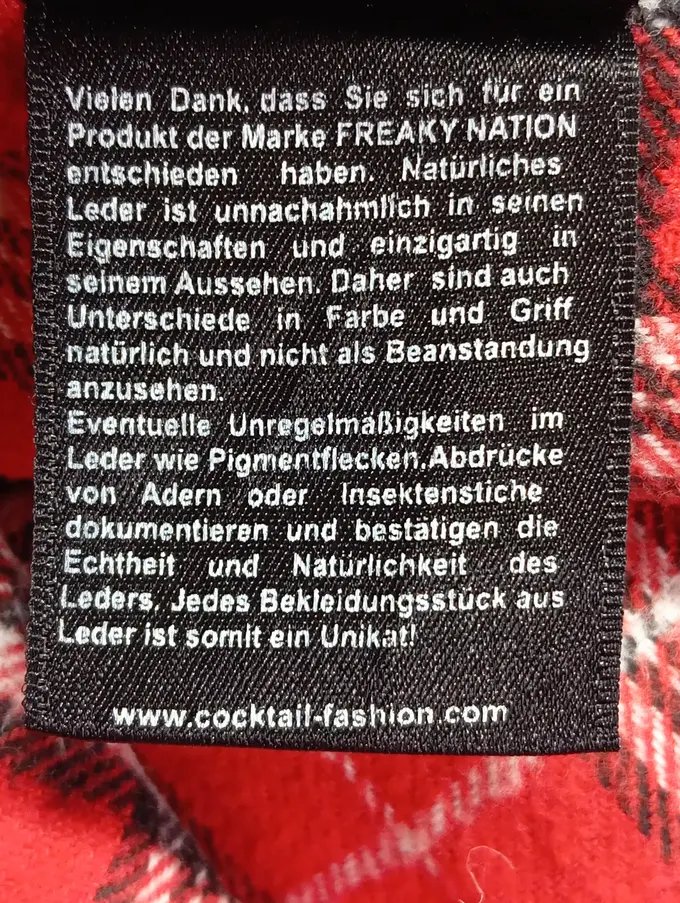 Vielen Dank, dass Sie sich für ein
Produkt der Marke FREAKY NATION
entschieden haben. Natürliches
Leder ist unnachahmlich in seinen
Eigenschaften und einzigartig in
seinem Aussehen. Daher sind auch
Unterschiede in Farbe und Griff
natürlich und nicht als Beanstandung
anzusehen.
Eventuelle Unregelmäßigkeiten im
Leder wie Pigmentflecken, Abdrücke
von Adern oder Insektenstiche
dokumentieren und bestätigen die
Echtheit und Natürlichkeit des
Leders. Jedes Bekleidungsstück aus
Leder ist somit ein Unikat!
www.cocktail-fashion.com